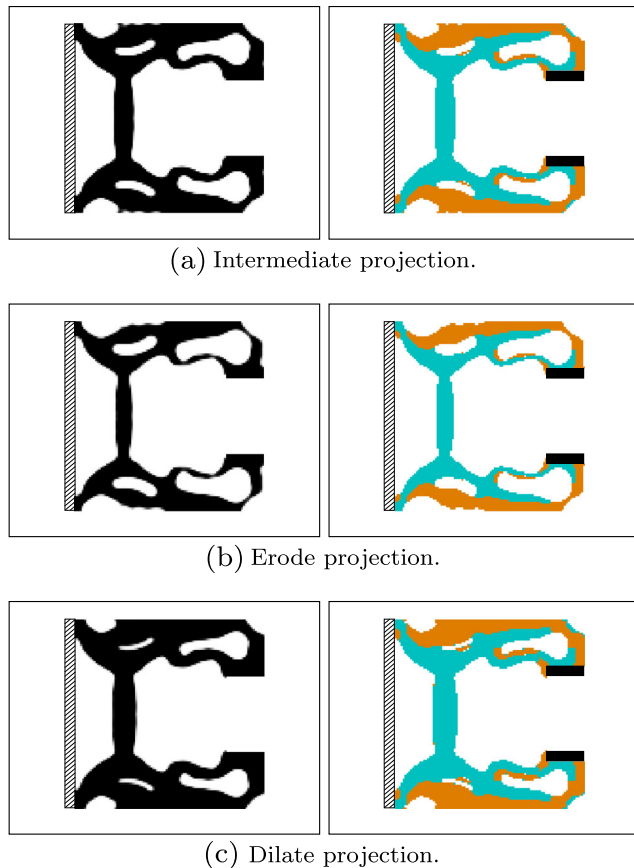 (a) Intermediate projection.
(b) Erode projection.
(c) Dilate projection.